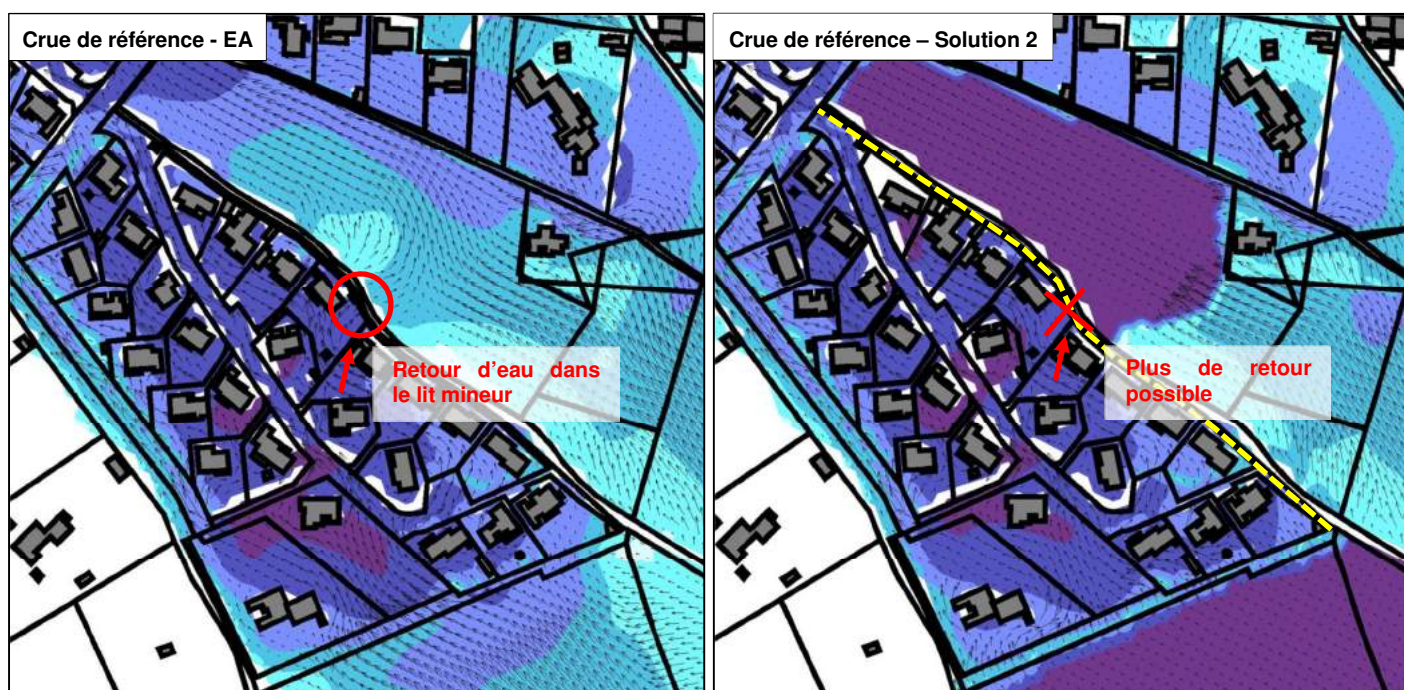 Crue de référence - EA
Crue de référence – Solution 2
Retour d'eau dans
le lit mineur
Plus de retour
possible